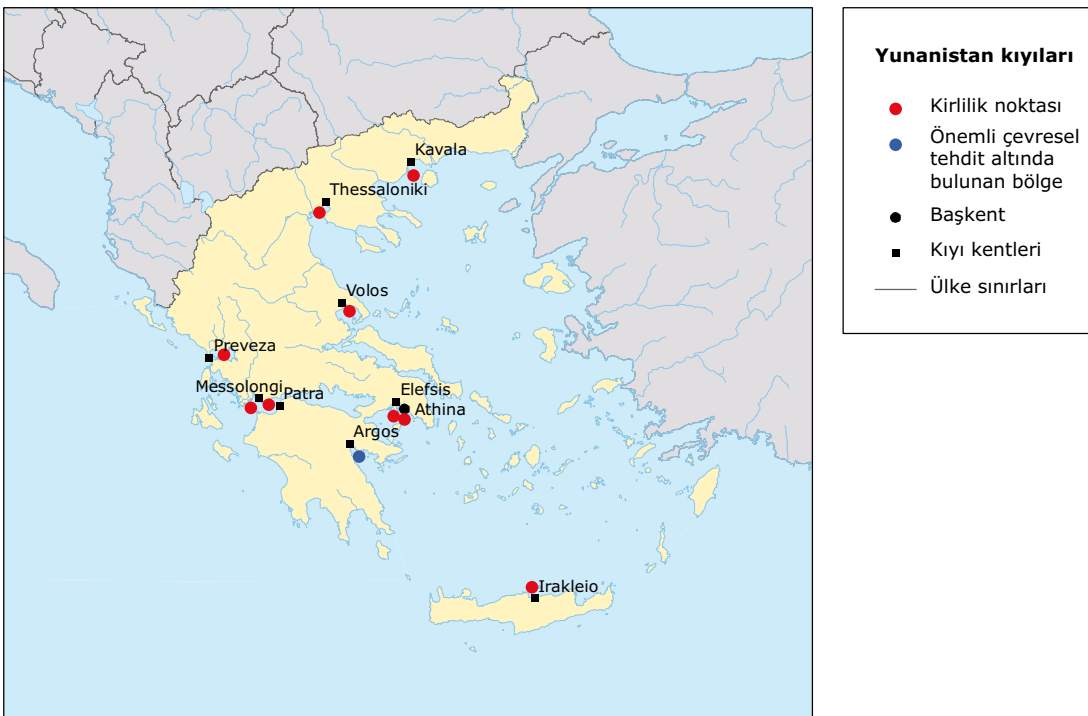 Kavala
Thessaloniki
Volos
Preveza
Messolongi
Patra
Elefsis
Athina
Argos
Irakleio
Yunanistan kıyıları
Kirlilik noktası
Önemli çevresel
tehdit altında
bulunan bölge
Başkent
Kıyı kentleri
Ülke sınırları